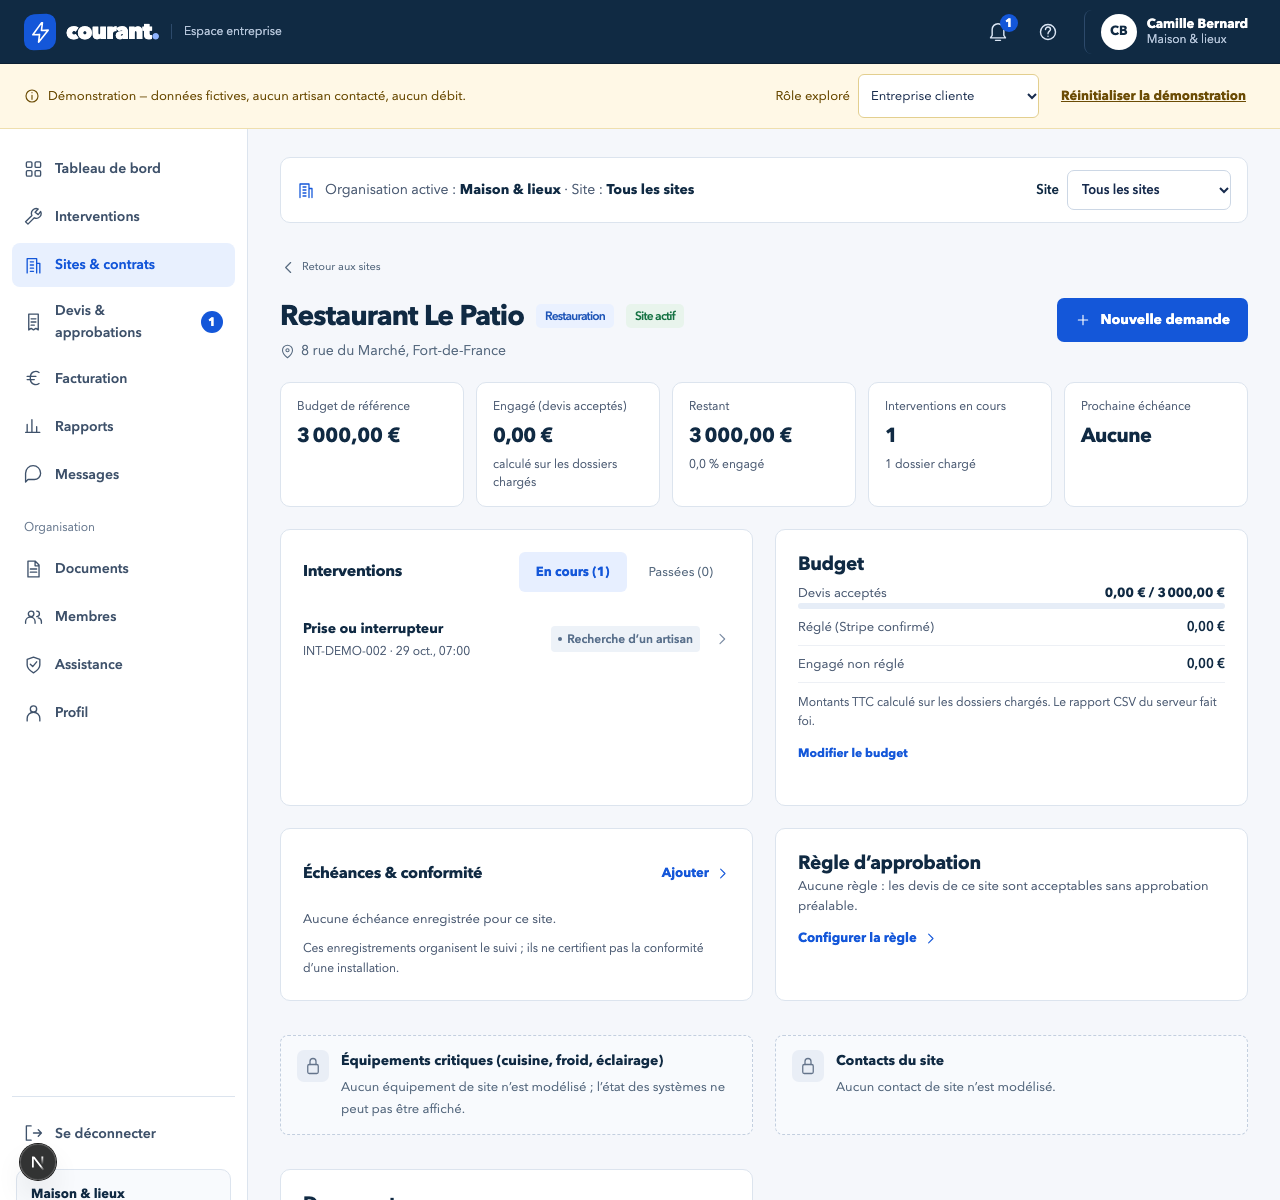 courant.
Espace entreprise
1
CB
Camille Bernard
Maison & lieux
Démonstration – données fictives, aucun artisan contacté, aucun débit.
Rôle exploré
Entreprise cliente
Réinitialiser la démonstration
Tableau de bord
Interventions
Sites & contrats
Devis &
approbations
1
Facturation
Rapports
Messages
Organisation
Documents
Membres
Assistance
Profil
Se déconnecter
N
Maison & lieux
Organisation active : Maison & lieux · Site : Tous les sites
Site
Tous les sites
Retour aux sites
Restaurant Le Patio
Restauration
Site actif
Nouvelle demande
8 rue du Marché, Fort-de-France
Budget de référence
3 000,00 €
Engagé (devis acceptés)
0,00 €
calculé sur les dossiers
chargés
Restant
3 000,00 €
0,0 % engagé
Interventions en cours
1
1 dossier chargé
Prochaine échéance
Aucune
Interventions
En cours (1)
Passées (0)
Prise ou interrupteur
INT-DEMO-002 · 29 oct., 07:00
• Recherche d’un artisan
Budget
Devis acceptés
0,00 € / 3 000,00 €
Réglé (Stripe confirmé)
0,00 €
Engagé non réglé
0,00 €
Montants TTC calculé sur les dossiers chargés. Le rapport CSV du serveur fait
foi.
Modifier le budget
Échéances & conformité
Ajouter
Aucune échéance enregistrée pour ce site.
Ces enregistrements organisent le suivi ; ils ne certifient pas la conformité
d’une installation.
Règle d’approbation
Aucune règle : les devis de ce site sont acceptables sans approbation
préalable.
Configurer la règle
Équipements critiques (cuisine, froid, éclairage)
Aucun équipement de site n’est modélisé ; l’état des systèmes ne
peut pas être affiché.
Contacts du site
Aucun contact de site n’est modélisé.